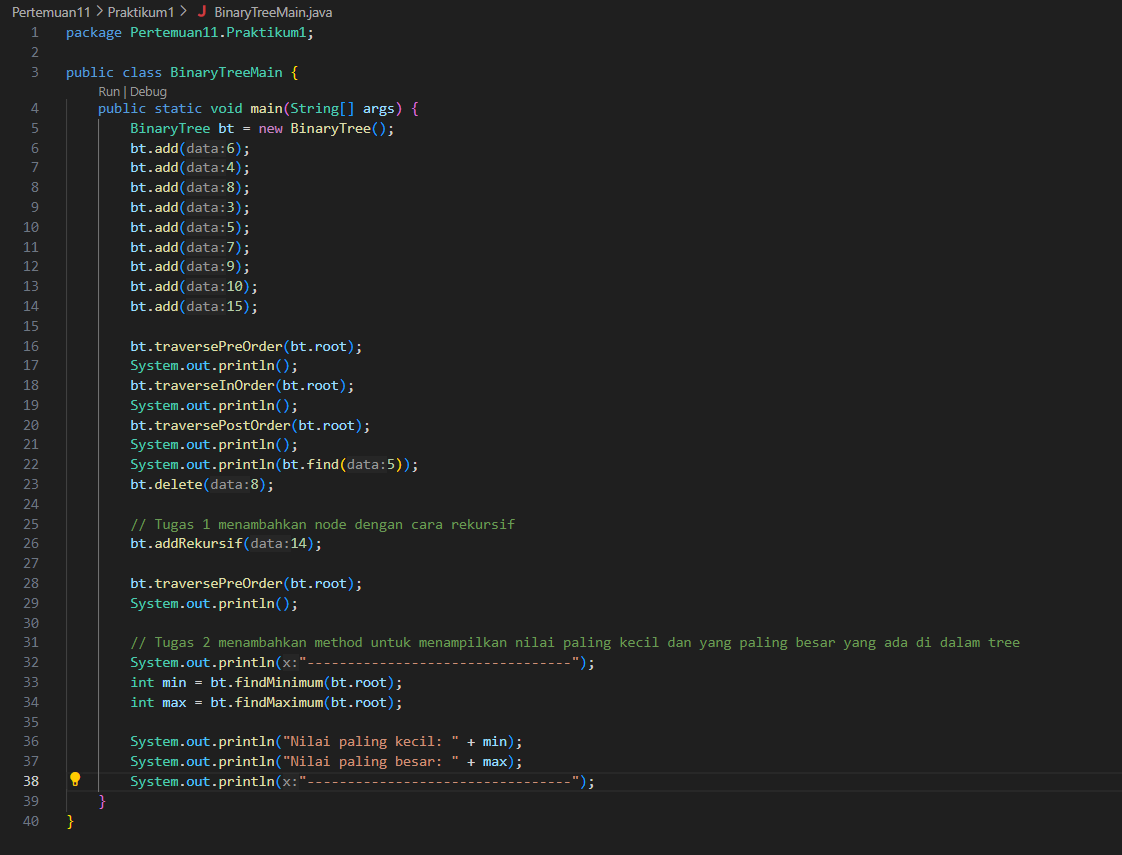 Pertemuan11 > Praktikum1 > J BinaryTreeMain.java
1 package Pertemuan11.Praktikum1;
2
3 public class BinaryTreeMain {
Run | Debug
4 public static void main(String[] args) {
5 BinaryTree bt = new BinaryTree();
6 bt.add(data:6);
7 bt.add(data:4);
8 bt.add(data:8);
9 bt.add(data:3);
10 bt.add(data:5);
11 bt.add(data:7);
12 bt.add(data:9);
13 bt.add(data:10);
14 bt.add(data:15);
15
16 bt.traversePreOrder(bt.root);
17 System.out.println();
18 bt.traverseInOrder(bt.root);
19 System.out.println();
20 bt.traversePostOrder(bt.root);
21 System.out.println();
22 System.out.println(bt.find(data:5));
23 bt.delete(data:8);
24
25 // Tugas 1 menambahkan node dengan cara rekursif
26 bt.addRekursif(data:14);
27
28 bt.traversePreOrder(bt.root);
29 System.out.println();
30
31 // Tugas 2 menambahkan method untuk menampilkan nilai paling kecil dan yang paling besar yang ada di dalam tree
32 System.out.println(x:"---------------------------------");
33 int min = bt.findMinimum(bt.root);
34 int max = bt.findMaximum(bt.root);
35
36 System.out.println("Nilai paling kecil: " + min);
37 System.out.println("Nilai paling besar: " + max);
38 System.out.println(x:"---------------------------------");
39 }
40 }